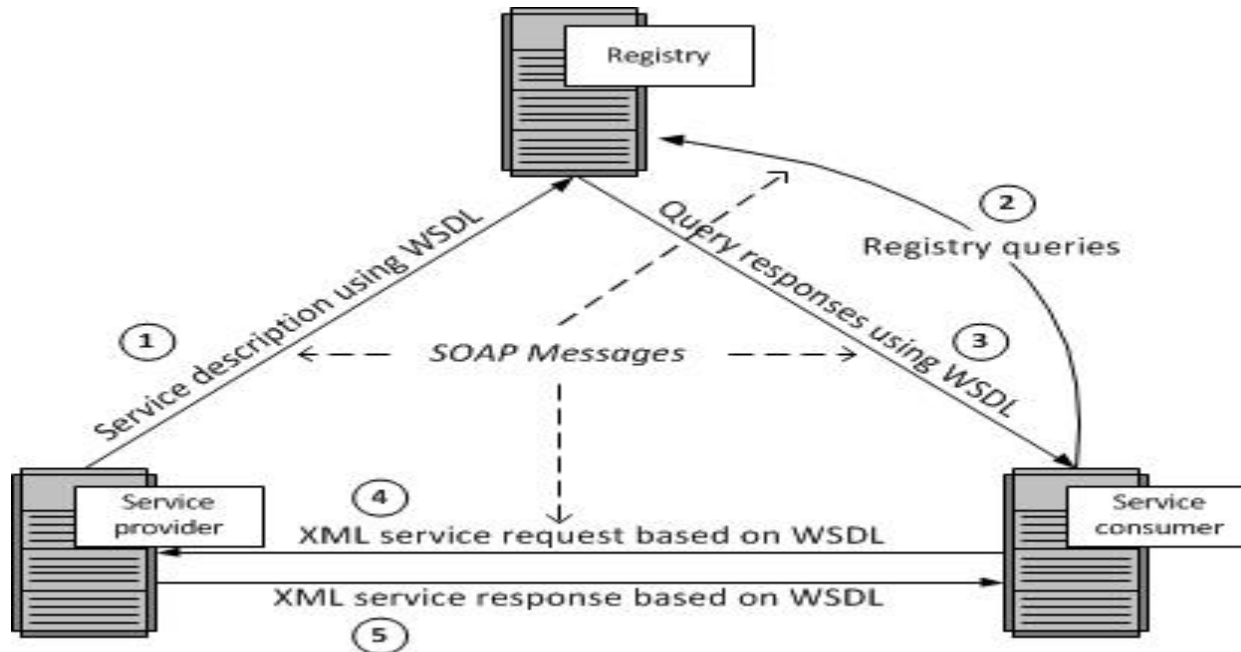 Registry
2
Registry queries
Query responses using WSDL
3
1
Service description using WSDL
SOAP Messages
Service
provider
Service
consumer
4
XML service request based on WSDL
XML service response based on WSDL
5